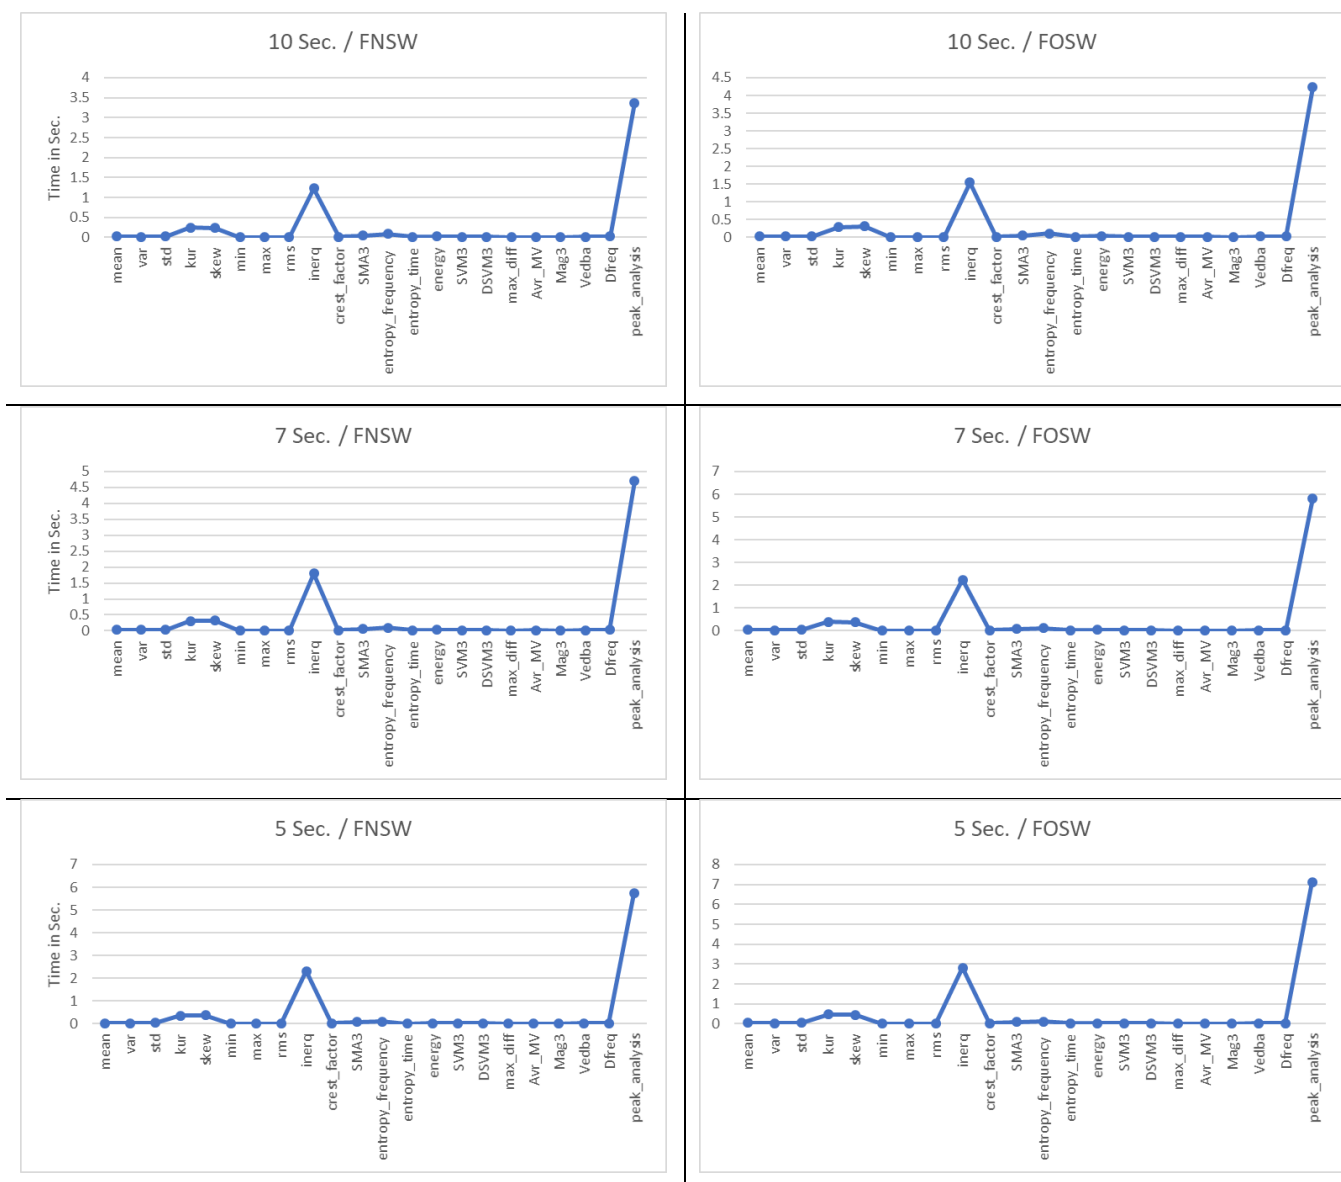 10 Sec. / FNSW
Time in Sec.
4
3.5
3
2.5
2
1.5
1
0.5
0
mean
var
std
kur
skew
min
max
rms
inerq
crest_factor
SMA3
entropy_frequency
entropy_time
energy
SVM3
DSVM3
max_diff
Avr_MV
Mag3
Vedba
Dfreq
peak_analysis
10 Sec. / FOSW
4.5
4
3.5
3
2.5
2
1.5
1
0.5
0
mean
var
std
kur
skew
min
max
rms
inerq
crest_factor
SMA3
entropy_frequency
entropy_time
energy
SVM3
DSVM3
max_diff
Avr_MV
Mag3
Vedba
Dfreq
peak_analysis
7 Sec. / FNSW
Time in Sec.
5
4.5
4
3.5
3
2.5
2
1.5
1
0.5
0
mean
var
std
kur
skew
min
max
rms
inerq
crest_factor
SMA3
entropy_frequency
entropy_time
energy
SVM3
DSVM3
max_diff
Avr_MV
Mag3
Vedba
Dfreq
peak_analysis
7 Sec. / FOSW
7
6
5
4
3
2
1
0
mean
var
std
kur
skew
min
max
rms
inerq
crest_factor
SMA3
entropy_frequency
entropy_time
energy
SVM3
DSVM3
max_diff
Avr_MV
Mag3
Vedba
Dfreq
peak_analysis
5 Sec. / FNSW
Time in Sec.
7
6
5
4
3
2
1
0
mean
var
std
kur
skew
min
max
rms
inerq
crest_factor
SMA3
entropy_frequency
entropy_time
energy
SVM3
DSVM3
max_diff
Avr_MV
Mag3
Vedba
Dfreq
peak_analysis
5 Sec. / FOSW
8
7
6
5
4
3
2
1
0
mean
var
std
kur
skew
min
max
rms
inerq
crest_factor
SMA3
entropy_frequency
entropy_time
energy
SVM3
DSVM3
max_diff
Avr_MV
Mag3
Vedba
Dfreq
peak_analysis